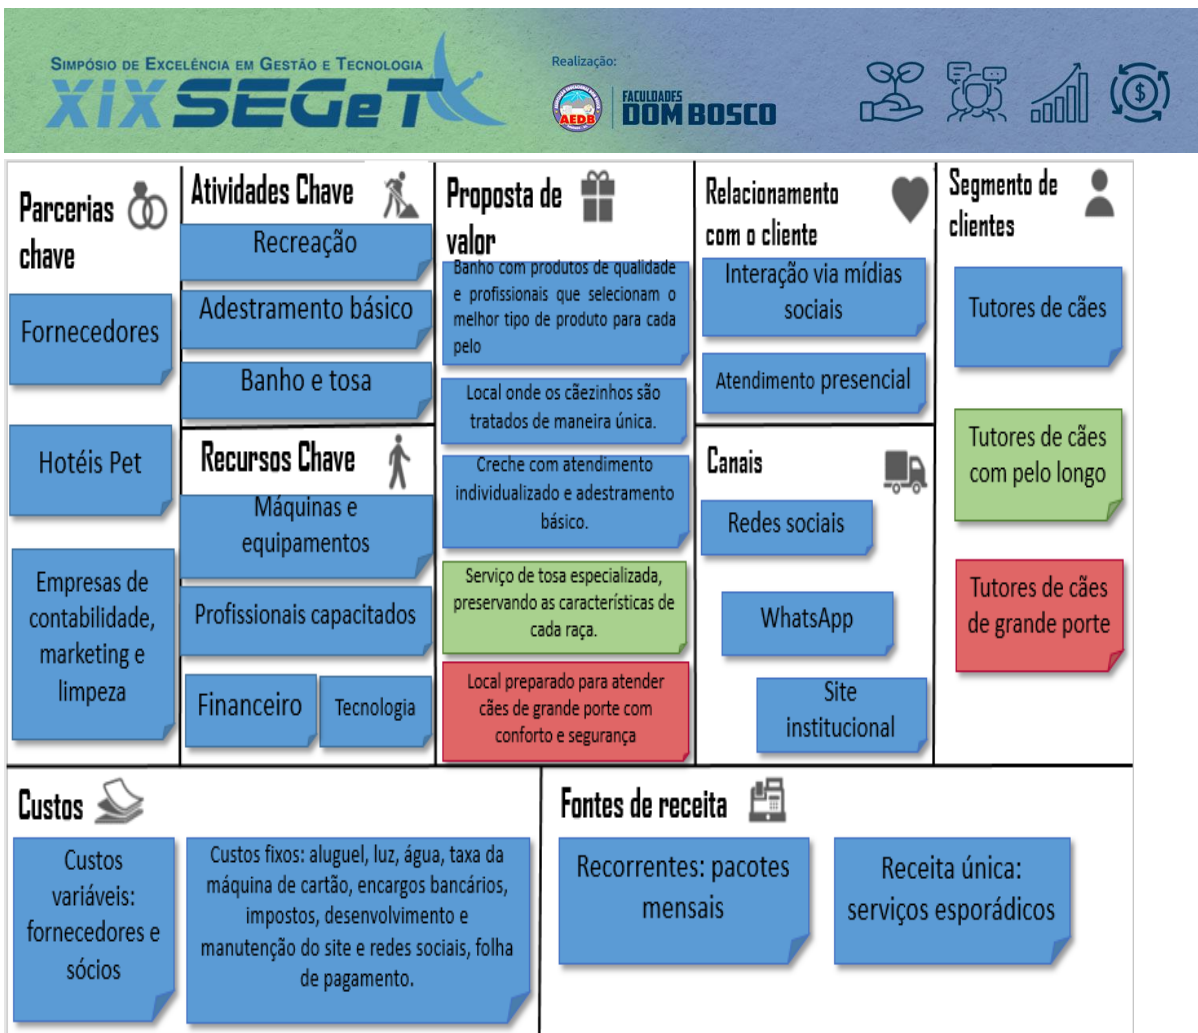 SIMPÓSIO DE EXCELÊNCIA EM GESTÃO E TECNOLOGIA
XIXSEGeT
Realização:
AEDB
FACULDADES
DOM BOSCO
Parcerias
chave
Fornecedores
Hotéis Pet
Empresas de
contabilidade,
marketing e
limpeza
Atividades Chave
Recreação
Adestramento básico
Banho e tosa
Recursos Chave
Máquinas e
equipamentos
Profissionais capacitados
Financeiro
Tecnologia
Proposta de
valor
Banho com produtos de qualidade
e profissionais que selecionam o
melhor tipo de produto para cada
pelo
Local onde os cãezinhos são
tratados de maneira única.
Creche com atendimento
individualizado e adestramento
básico.
Serviço de tosa especializada,
preservando as características de
cada raça.
Local preparado para atender
cães de grande porte com
conforto e segurança
Relacionamento
com o cliente
Interação via mídias
sociais
Atendimento presencial
Canais
Redes sociais
WhatsApp
Site
institucional
Segmento de
clientes
Tutores de cães
Tutores de cães
com pelo longo
Tutores de cães
de grande porte
Custos
Custos
variáveis:
fornecedores e
sócios
Custos fixos: aluguel, luz, água, taxa da
máquina de cartão, encargos bancários,
impostos, desenvolvimento e
manutenção do site e redes sociais, folha
de pagamento.
Fontes de receita
Recorrentes: pacotes
mensais
Receita única:
serviços esporádicos